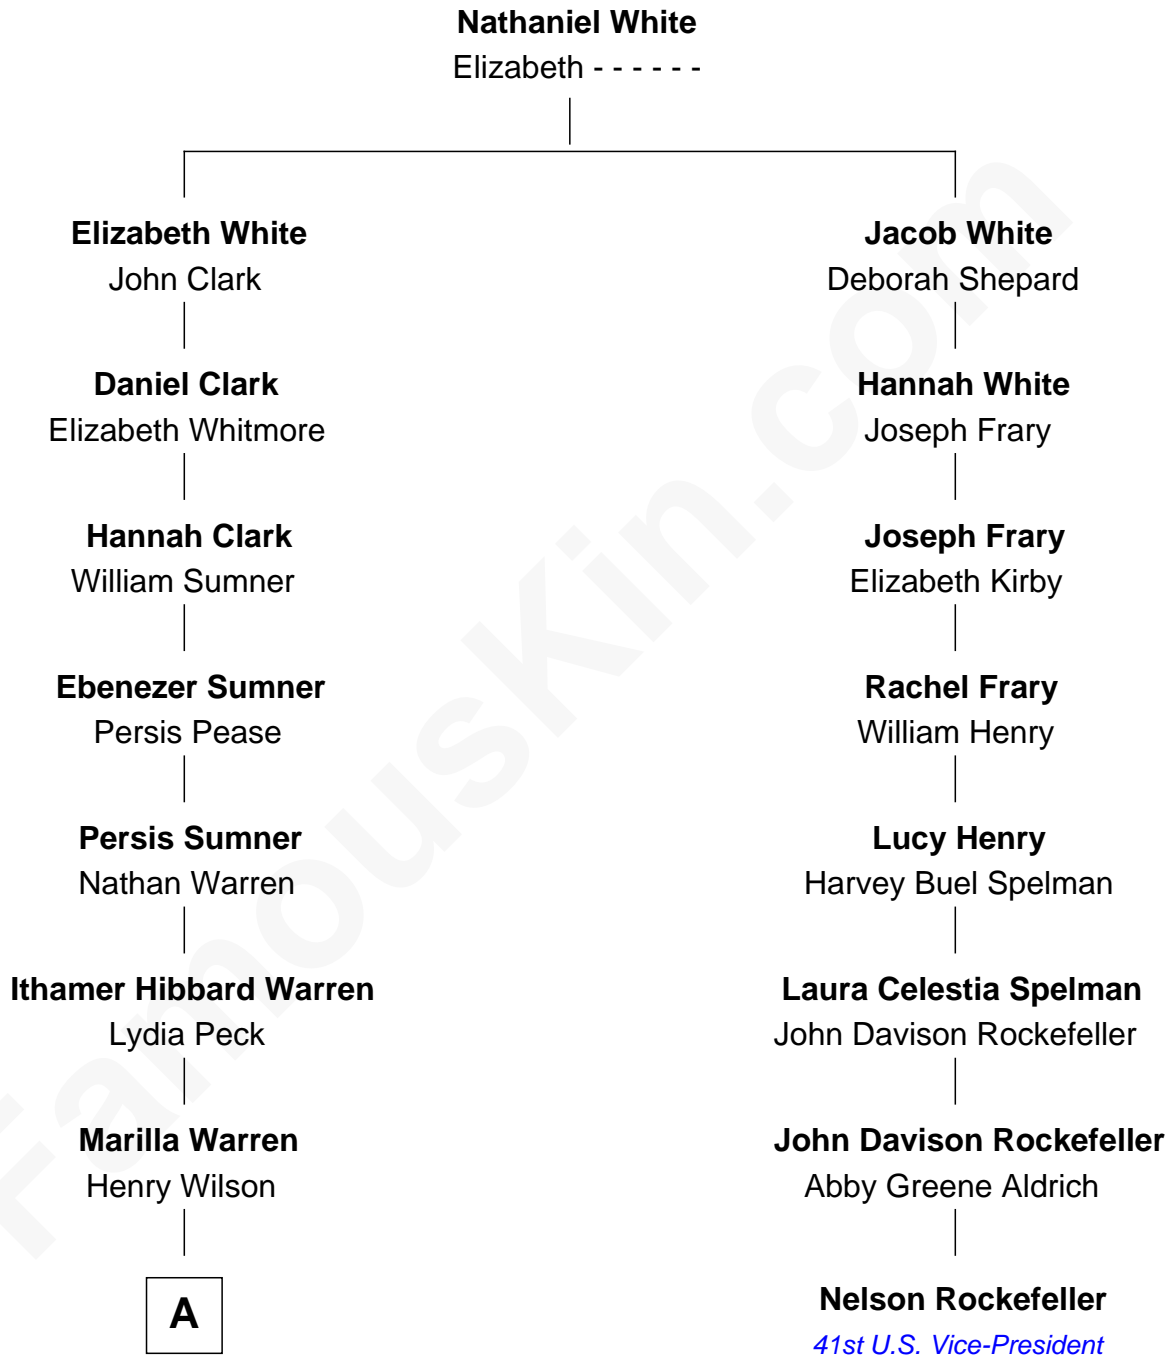 Nathaniel White
Elizabeth - - - - - -
Elizabeth White
John Clark
Jacob White
Deborah Shepard
Daniel Clark
Elizabeth Whitmore
Hannah White
Joseph Frary
Hannah Clark
William Sumner
Joseph Frary
Elizabeth Kirby
Ebenezer Sumner
Persis Pease
Rachel Frary
William Henry
Persis Sumner
Nathan Warren
Lucy Henry
Harvey Buel Spelman
Ithamer Hibbard Warren
Lydia Peck
Laura Celestia Spelman
John Davison Rockefeller
Marilla Warren
Henry Wilson
John Davison Rockefeller
Abby Greene Aldrich
A
Nelson Rockefeller
41st U.S. Vice-President
FamousKin.com